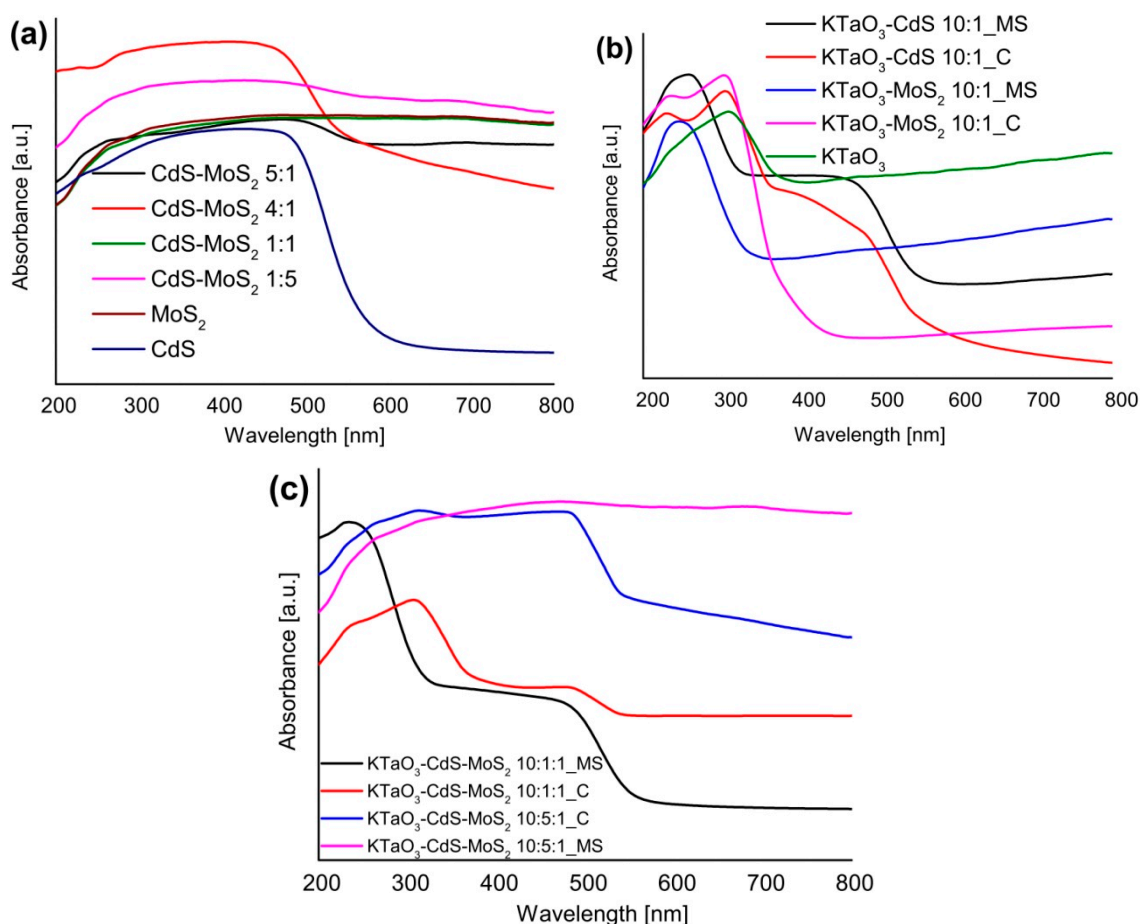 (a)
Absorbance [a.u.]
CdS-MoS₂ 5:1
CdS-MoS₂ 4:1
CdS-MoS₂ 1:1
CdS-MoS₂ 1:5
MoS₂
CdS
200 300 400 500 600 700 800
Wavelength [nm]
(b)
Absorbance [a.u.]
KTaO₃-CdS 10:1_MS
KTaO₃-CdS 10:1_C
KTaO₃-MoS₂ 10:1_MS
KTaO₃-MoS₂ 10:1_C
KTaO₃
200 300 400 500 600 700 800
Wavelength [nm]
(c)
Absorbance [a.u.]
KTaO₃-CdS-MoS₂ 10:1:1_MS
KTaO₃-CdS-MoS₂ 10:1:1_C
KTaO₃-CdS-MoS₂ 10:5:1_C
KTaO₃-CdS-MoS₂ 10:5:1_MS
200 300 400 500 600 700 800
Wavelength [nm]